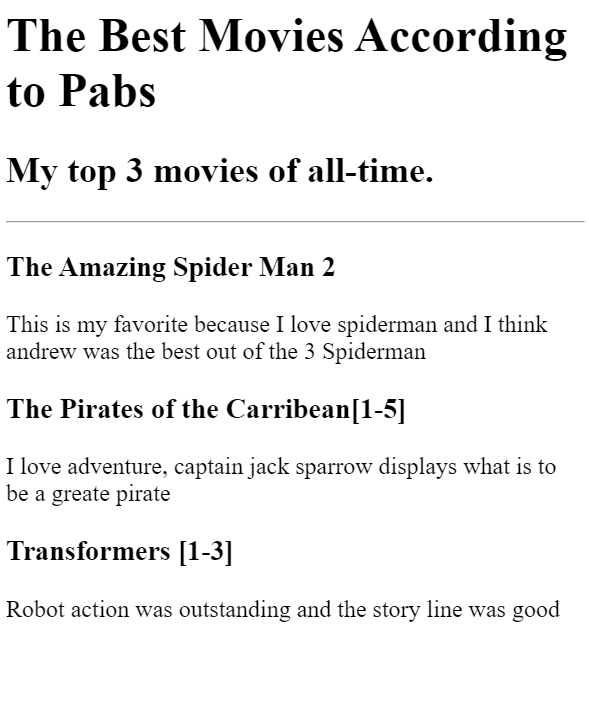 The Best Movies According
to Pabs
My top 3 movies of all-time.
The Amazing Spider Man 2
This is my favorite because I love spiderman and I think
andrew was the best out of the 3 Spiderman
The Pirates of the Carribean[1-5]
I love adventure, captain jack sparrow displays what is to
be a greate pirate
Transformers [1-3]
Robot action was outstanding and the story line was good